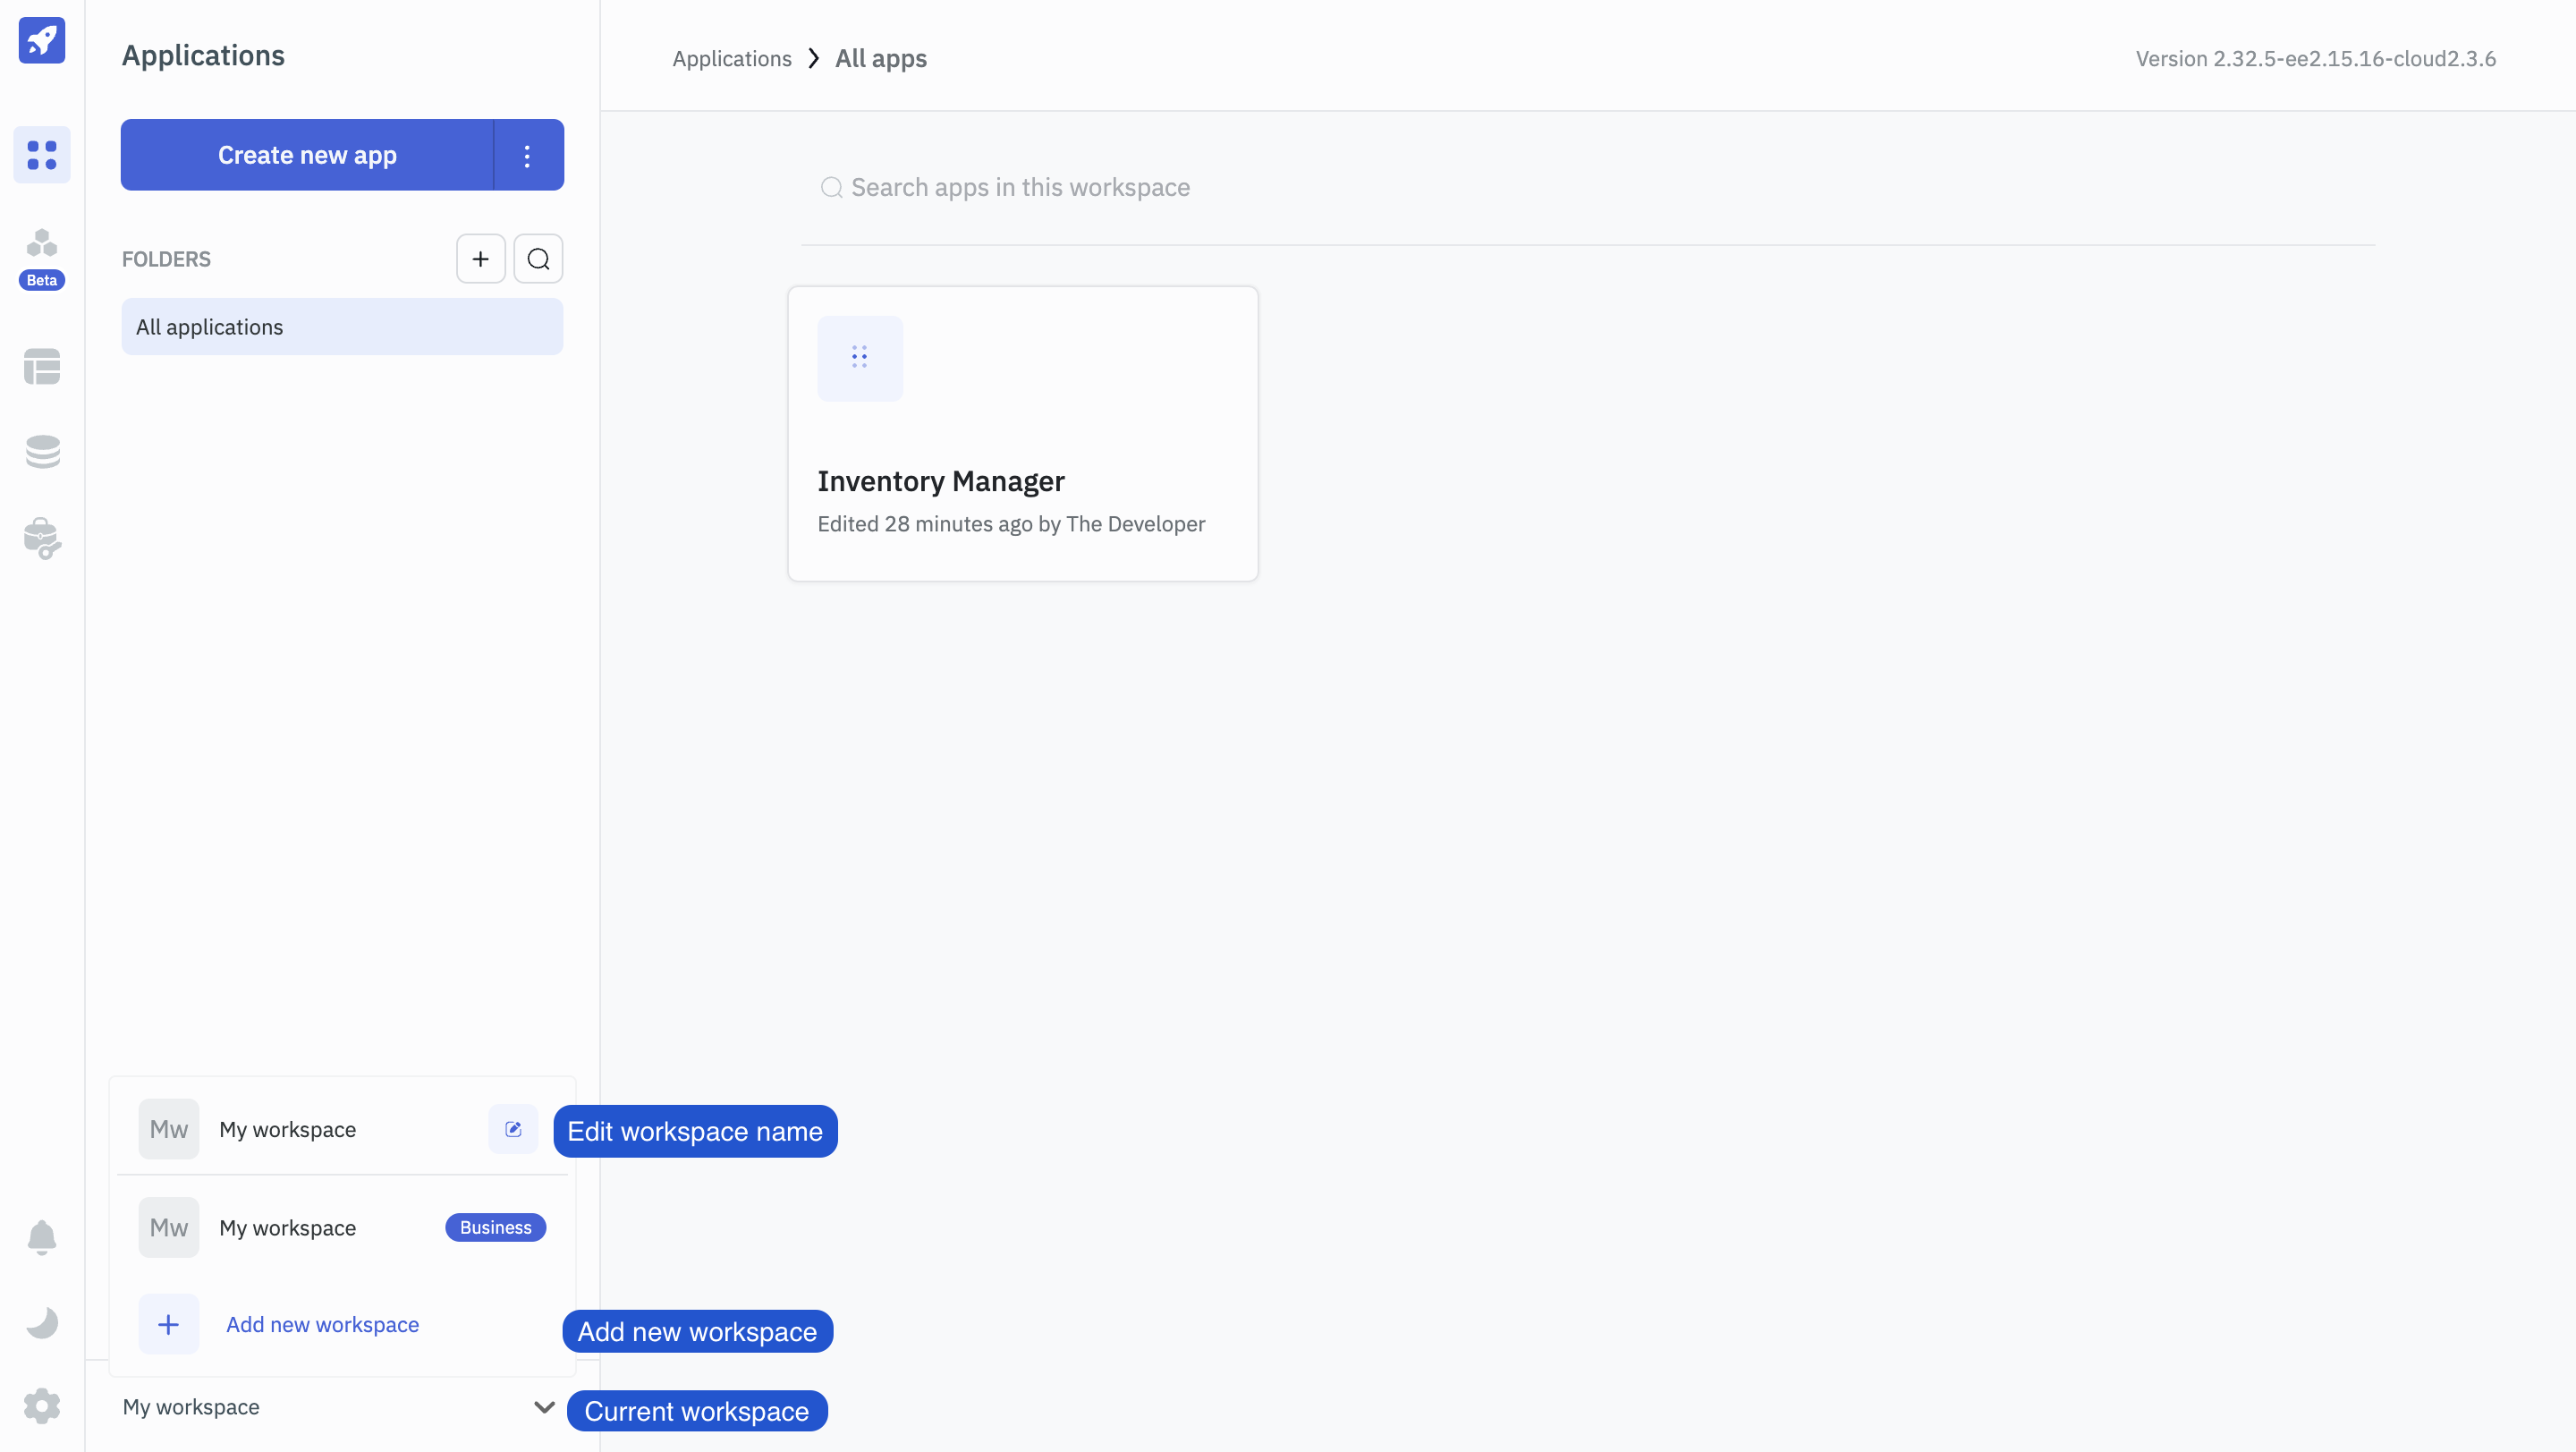 Applications
Applications
All apps
Version 2.32.5-ee2.15.16-cloud2.3.6
Create new app
Search apps in this workspace
FOLDERS
Beta
All applications
Inventory Manager
Edited 28 minutes ago by The Developer
Mw
My workspace
Edit workspace name
Mw
My workspace
Business
Add new workspace
Add new workspace
My workspace
Current workspace